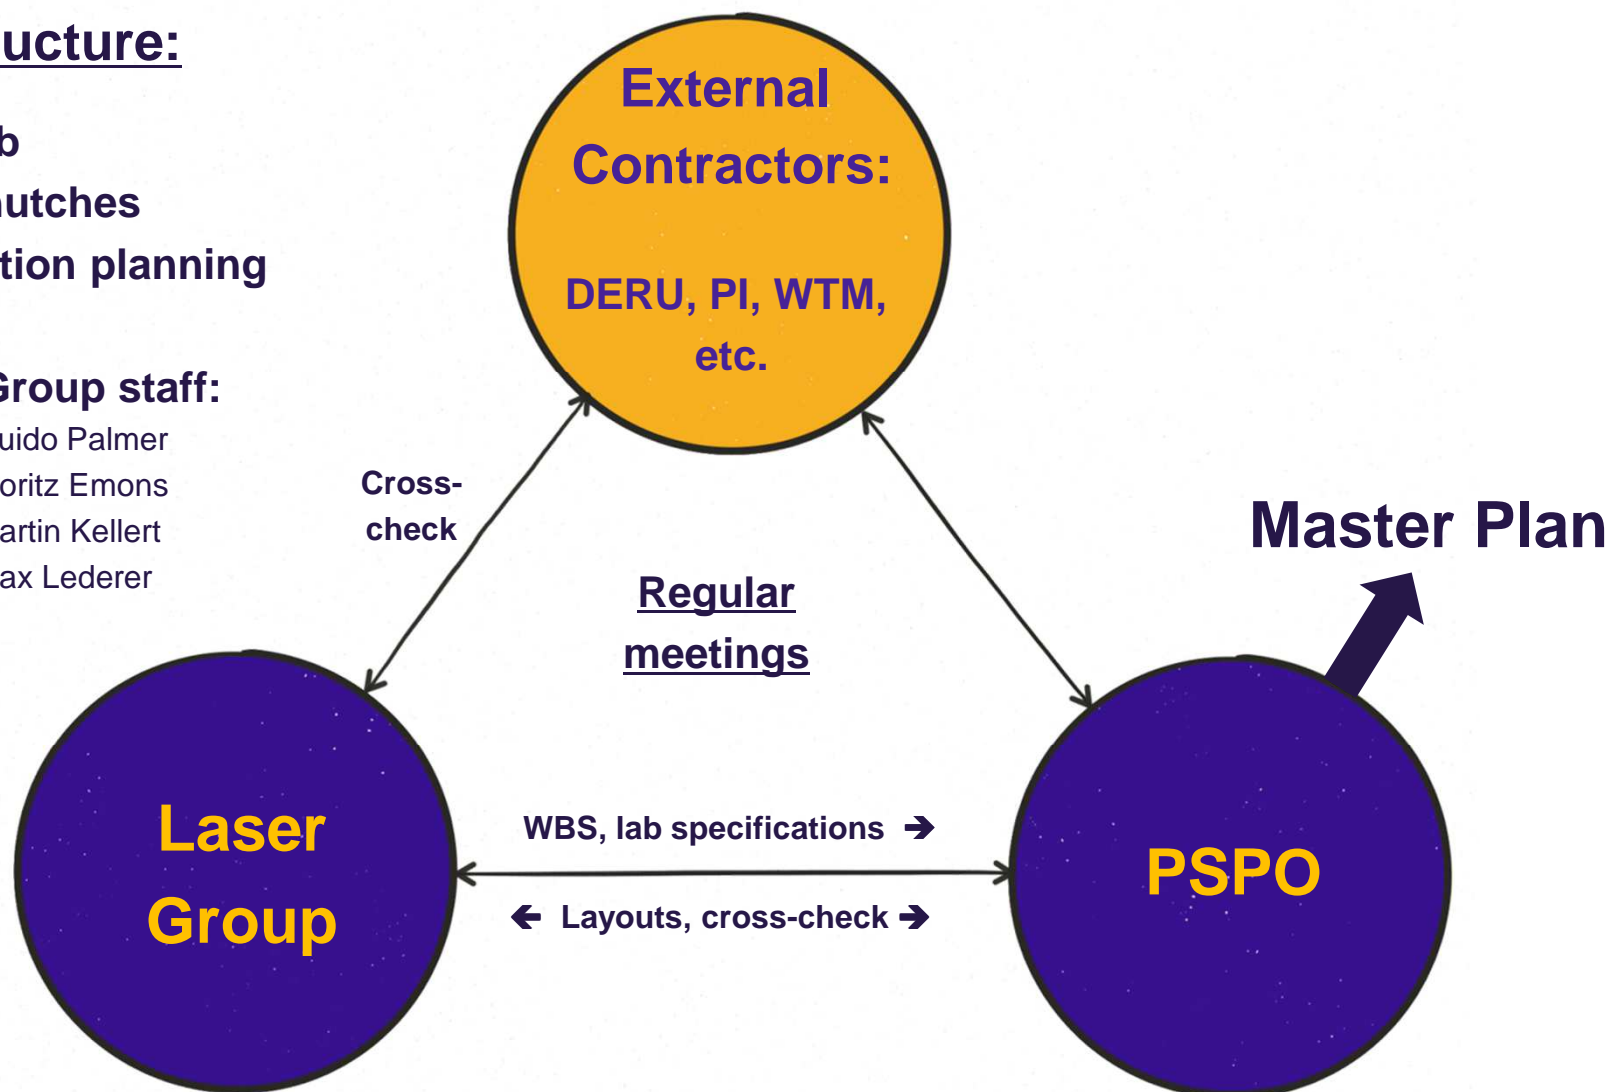 ucture:
b
hutches
tion planning
Group staff:
uido Palmer
oritz Emons
artin Kellert
ax Lederer
External
Contractors:
DERU, PI, WTM,
etc.
Cross-
check
Regular
meetings
Master Plan
Laser
Group
WBS, lab specifications ➔
← Layouts, cross-check ➔
PSPO